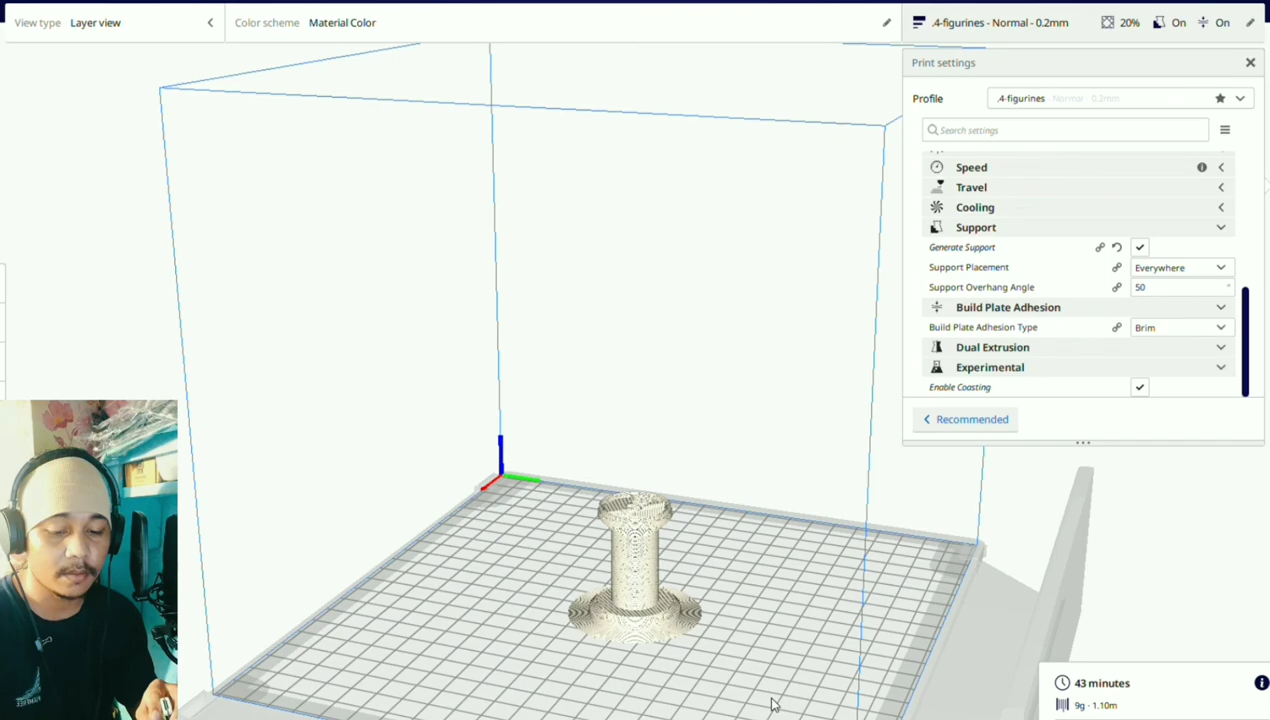 View type Layer view
Color scheme Material Color
.4-figurines - Normal - 0.2mm 20% On On
Print settings
Profile .4-figurines Normal - 0.2mm
Search settings
Speed
Travel
Cooling
Support
Generate Support
Support Placement Everywhere
Support Overhang Angle 50 °
Build Plate Adhesion
Build Plate Adhesion Type Brim
Dual Extrusion
Experimental
Enable Coasting
Recommended
43 minutes
9g · 1.10m